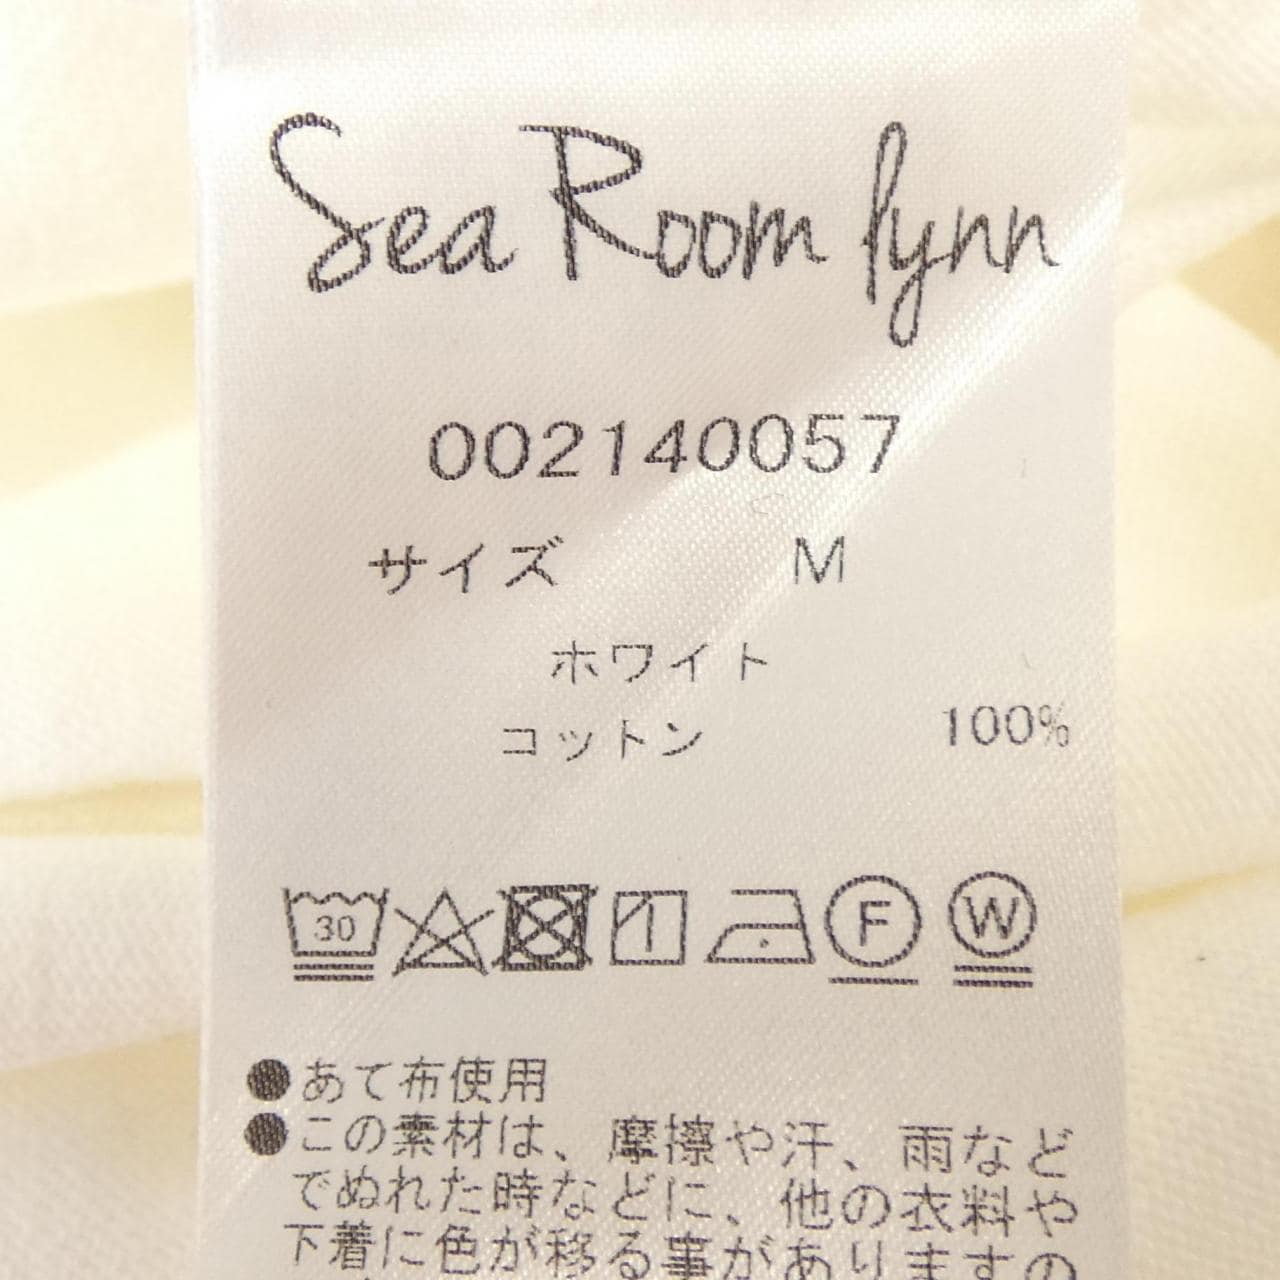 Sea Room lynn
002140057
サイズ M
ホワイト
コットン 100%
30 F W
●あて布使用
●この素材は、摩擦や汗、雨など
でぬれた時などに、他の衣料や
下着に色が移る事がありますの